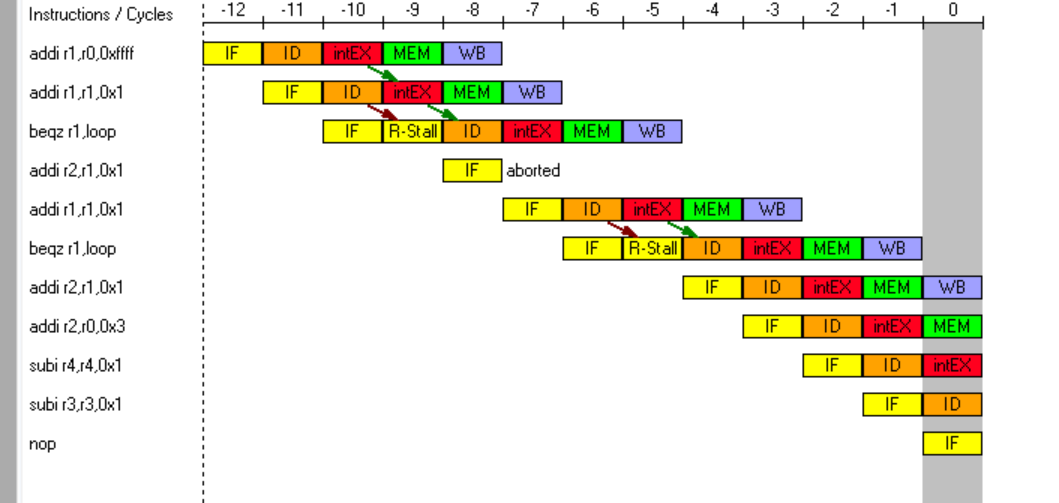 Instructions / Cycles -12 -11 -10 -9 -8 -7 -6 -5 -4 -3 -2 -1 0
addi r1,r0,0xffff IF ID intEX MEM WB
addi r1,r1,0x1 IF ID intEX MEM WB
beqz r1,loop IF R-Stall ID intEX MEM WB
addi r2,r1,0x1 IF aborted
addi r1,r1,0x1 IF ID intEX MEM WB
beqz r1,loop IF R-Stall ID intEX MEM WB
addi r2,r1,0x1 IF ID intEX MEM WB
addi r2,r0,0x3 IF ID intEX MEM
subi r4,r4,0x1 IF ID intEX
subi r3,r3,0x1 IF ID
nop IF